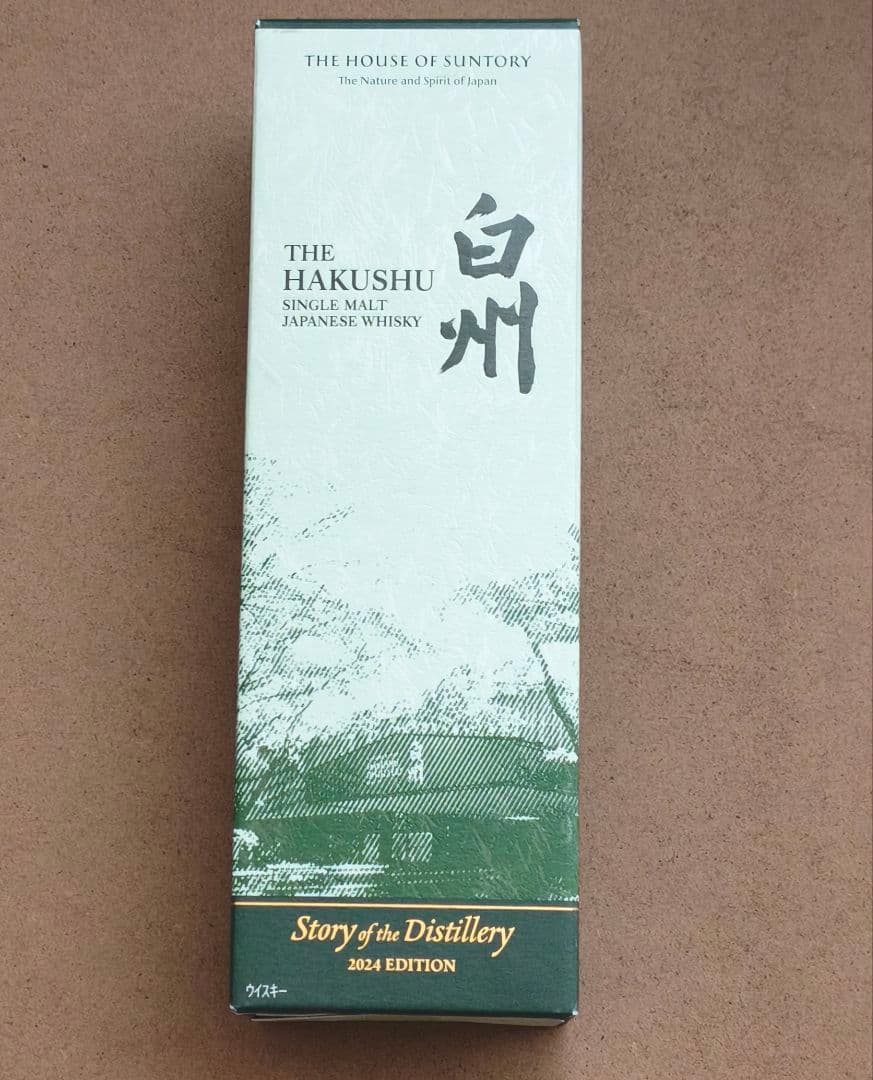 THE HOUSE OF SUNTORY
The Nature and Spirit of Japan
白州
THE
HAKUSHU
SINGLE MALT
JAPANESE WHISKY
Story of the Distillery
2024 EDITION
ウイスキー